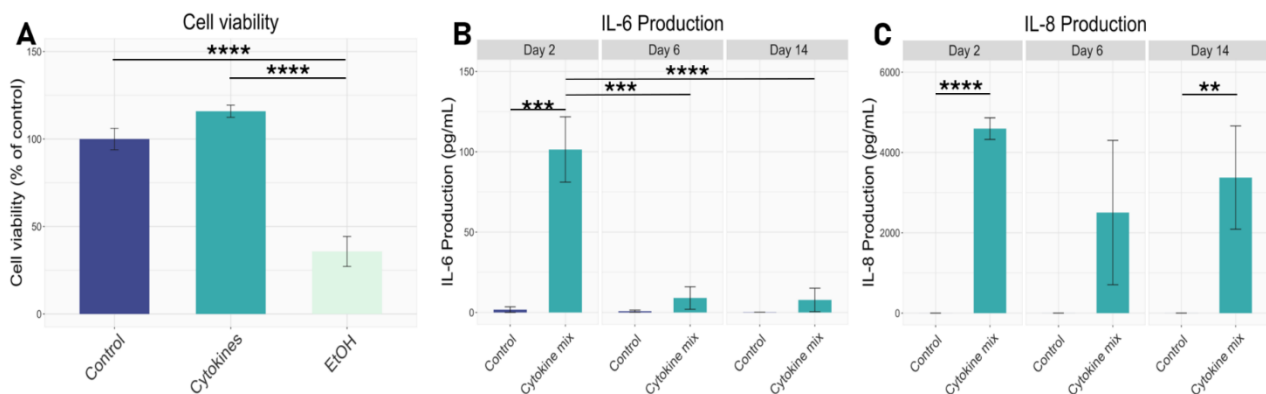 A
Cell viability
****
****
Cell viability (% of control)
150
100
50
0
Control
Cytokines
EtOH
B
IL-6 Production
Day 2
Day 6
Day 14
****
***
***
IL-6 Production (pg/mL)
150
100
50
0
Control
Cytokine mix
Control
Cytokine mix
Control
Cytokine mix
C
IL-8 Production
Day 2
Day 6
Day 14
****
**
IL-8 Production (pg/mL)
6000
4000
2000
0
Control
Cytokine mix
Control
Cytokine mix
Control
Cytokine mix